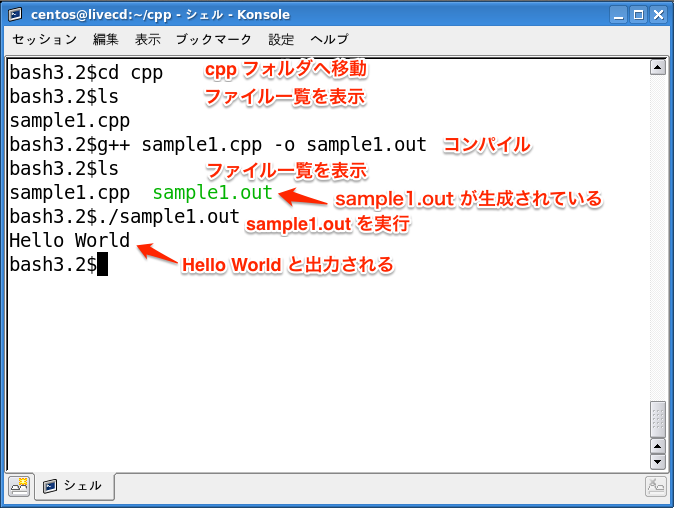 centos@livecd:~/cpp - シェル - Konsole
セッション 編集 表示 ブックマーク 設定 ヘルプ
bash3.2$cd cpp cpp フォルダへ移動
bash3.2$ls ファイル一覧を表示
sample1.cpp
bash3.2$g++ sample1.cpp -o sample1.out コンパイル
bash3.2$ls ファイル一覧を表示
sample1.cpp sample1.out sample1.out が生成されている
bash3.2$./sample1.out sample1.out を実行
Hello World
bash3.2$ Hello World と出力される
シェル